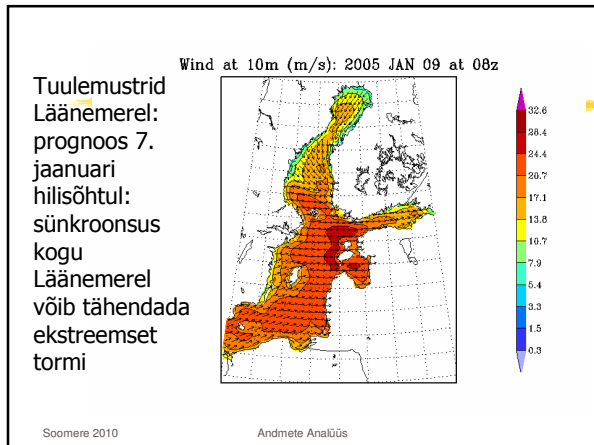 Wind at 10m (m/s): 2005 JAN 09 at 08z
Tuulemustrid
Läänemerel:
prognoos 7.
jaanuari
hilisõhtul:
sünkroonsus
kogu
Läänemerel
võib tähendada
ekstreemset
tormi
32.6
28.4
24.4
20.7
17.1
13.8
10.7
7.9
5.4
3.3
1.5
0.3
Soomere 2010
Andmete Analüüs